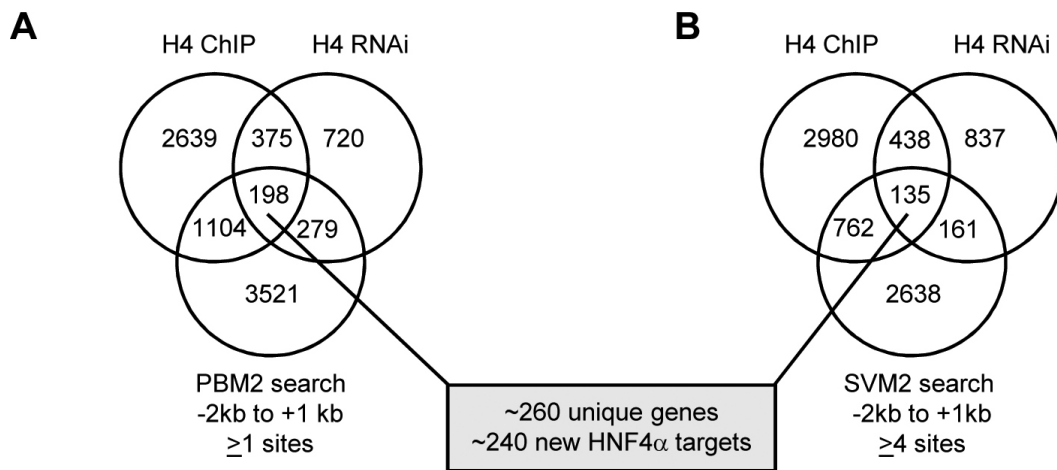 A
H4 ChIP
H4 RNAi
2639
375
720
198
1104
279
3521
PBM2 search
-2kb to +1 kb
≥1 sites
B
H4 ChIP
H4 RNAi
2980
438
837
135
762
161
2638
SVM2 search
-2kb to +1kb
≥4 sites
~260 unique genes
~240 new HNF4α targets